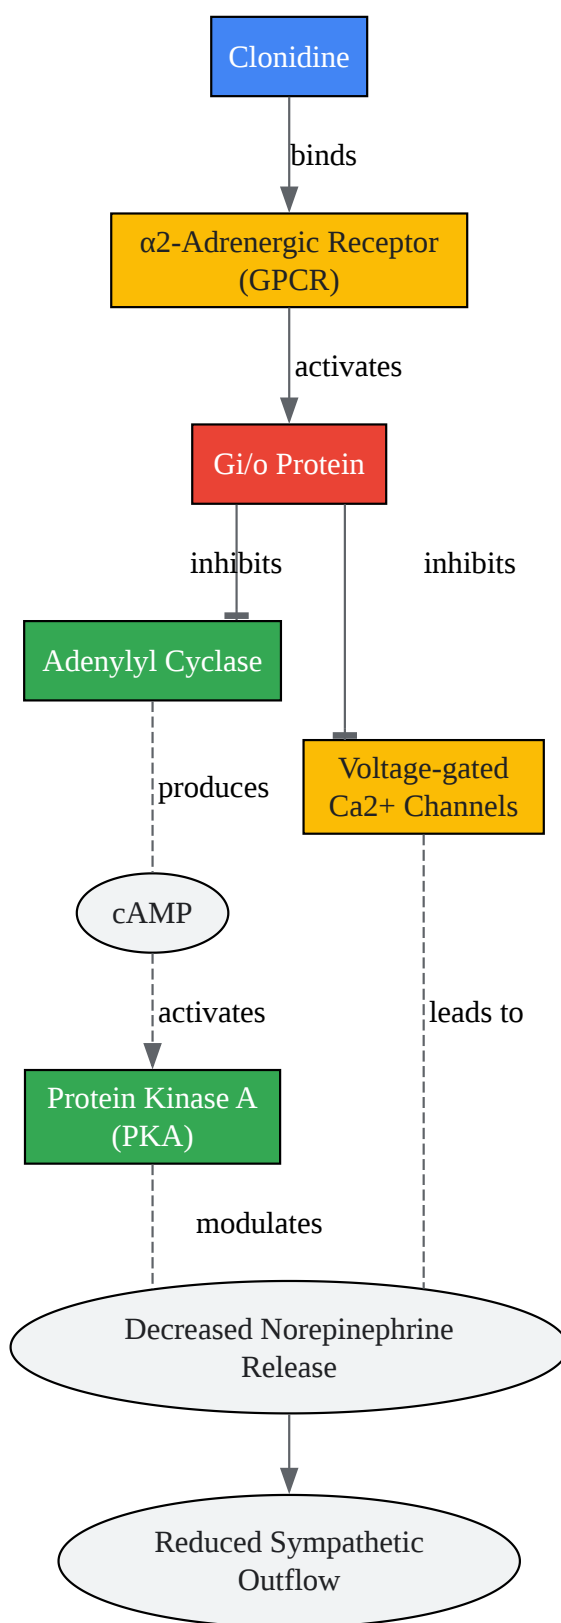 Clonidine
binds
α2-Adrenergic Receptor
(GPCR)
activates
Gi/o Protein
inhibits
inhibits
Adenylyl Cyclase
Voltage-gated
Ca2+ Channels
produces
cAMP
activates
leads to
Protein Kinase A
(PKA)
modulates
Decreased Norepinephrine
Release
Reduced Sympathetic
Outflow